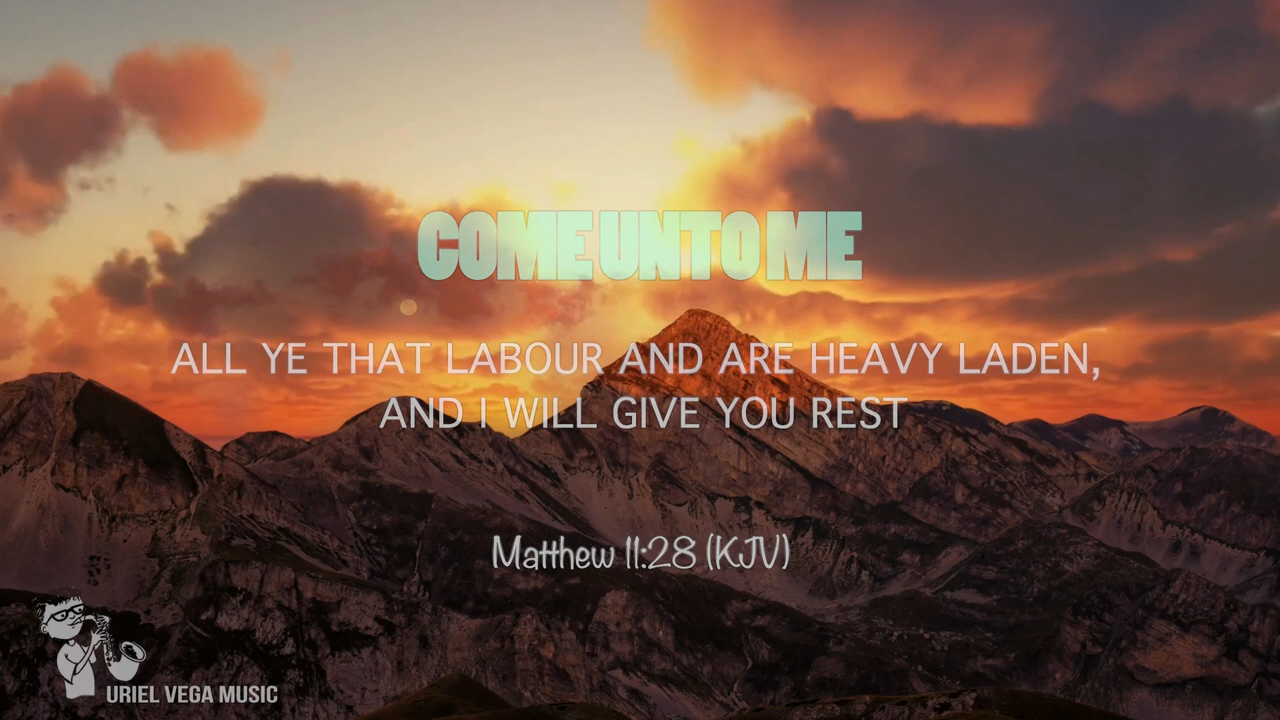 COME UNTO ME
ALL YE THAT LABOUR AND ARE HEAVY LADEN,
AND I WILL GIVE YOU REST
Matthew 11:28 (KJV)
URIEL VEGA MUSIC